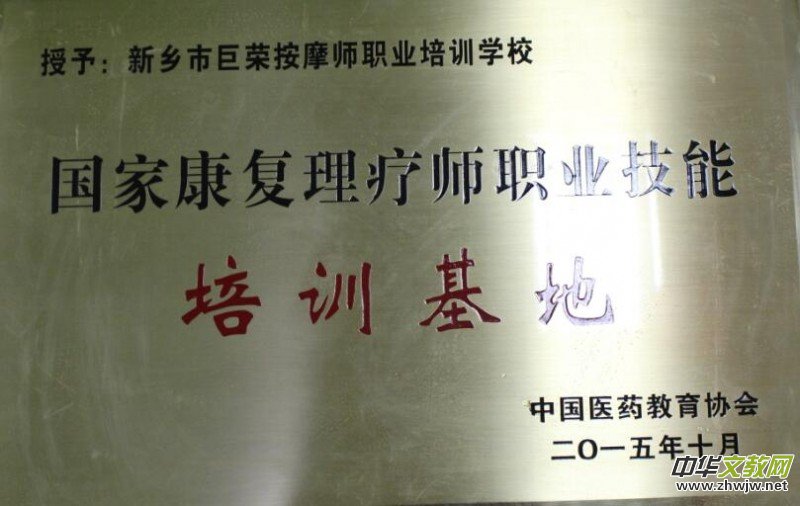 授予：新乡市巨荣按摩师职业培训学校
国家康复理疗师职业技能
培训基地
中国医药教育协会
二〇一五年十月
中华文教网
www.zhwjw.net